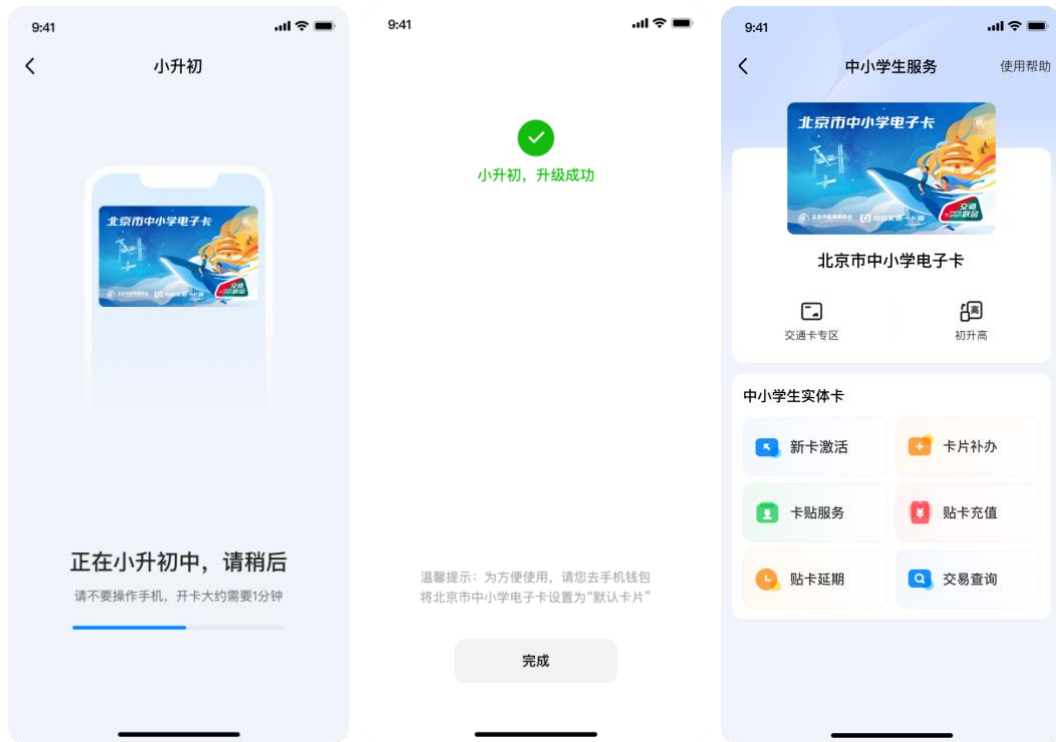 9:41
小升初
北京市中小学电子卡
交通
联合
正在小升初中，请稍后
请不要操作手机，开卡大约需要1分钟
9:41
小升初，升级成功
温馨提示：为方便使用，请您去手机钱包
将北京市中小学电子卡设置为“默认卡片”
完成
9:41
中小学生服务
使用帮助
北京市中小学电子卡
交通
联合
北京市中小学电子卡
交通卡专区
初升高
中小学生实体卡
新卡激活
卡片补办
卡贴服务
贴卡充值
贴卡延期
交易查询